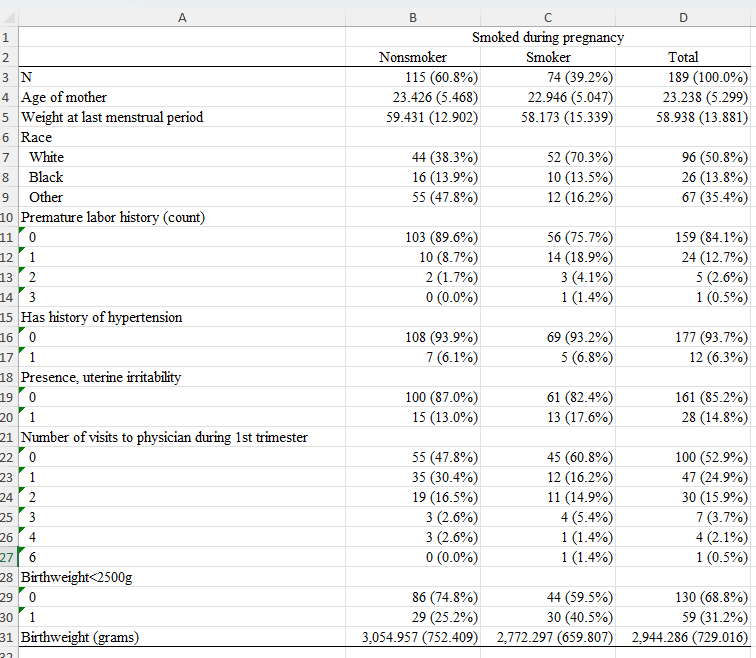 A B C D
1 Smoked during pregnancy
2 Nonsmoker Smoker Total
3 N 115 (60.8%) 74 (39.2%) 189 (100.0%)
4 Age of mother 23.426 (5.468) 22.946 (5.047) 23.238 (5.299)
5 Weight at last menstrual period 59.431 (12.902) 58.173 (15.339) 58.938 (13.881)
6 Race
7 White 44 (38.3%) 52 (70.3%) 96 (50.8%)
8 Black 16 (13.9%) 10 (13.5%) 26 (13.8%)
9 Other 55 (47.8%) 12 (16.2%) 67 (35.4%)
10 Premature labor history (count)
11 0 103 (89.6%) 56 (75.7%) 159 (84.1%)
12 1 10 (8.7%) 14 (18.9%) 24 (12.7%)
13 2 2 (1.7%) 3 (4.1%) 5 (2.6%)
14 3 0 (0.0%) 1 (1.4%) 1 (0.5%)
15 Has history of hypertension
16 0 108 (93.9%) 69 (93.2%) 177 (93.7%)
17 1 7 (6.1%) 5 (6.8%) 12 (6.3%)
18 Presence, uterine irritability
19 0 100 (87.0%) 61 (82.4%) 161 (85.2%)
20 1 15 (13.0%) 13 (17.6%) 28 (14.8%)
21 Number of visits to physician during 1st trimester
22 0 55 (47.8%) 45 (60.8%) 100 (52.9%)
23 1 35 (30.4%) 12 (16.2%) 47 (24.9%)
24 2 19 (16.5%) 11 (14.9%) 30 (15.9%)
25 3 3 (2.6%) 4 (5.4%) 7 (3.7%)
26 4 3 (2.6%) 1 (1.4%) 4 (2.1%)
27 6 0 (0.0%) 1 (1.4%) 1 (0.5%)
28 Birthweight<2500g
29 0 86 (74.8%) 44 (59.5%) 130 (68.8%)
30 1 29 (25.2%) 30 (40.5%) 59 (31.2%)
31 Birthweight (grams) 3,054.957 (752.409) 2,772.297 (659.807) 2,944.286 (729.016)
32